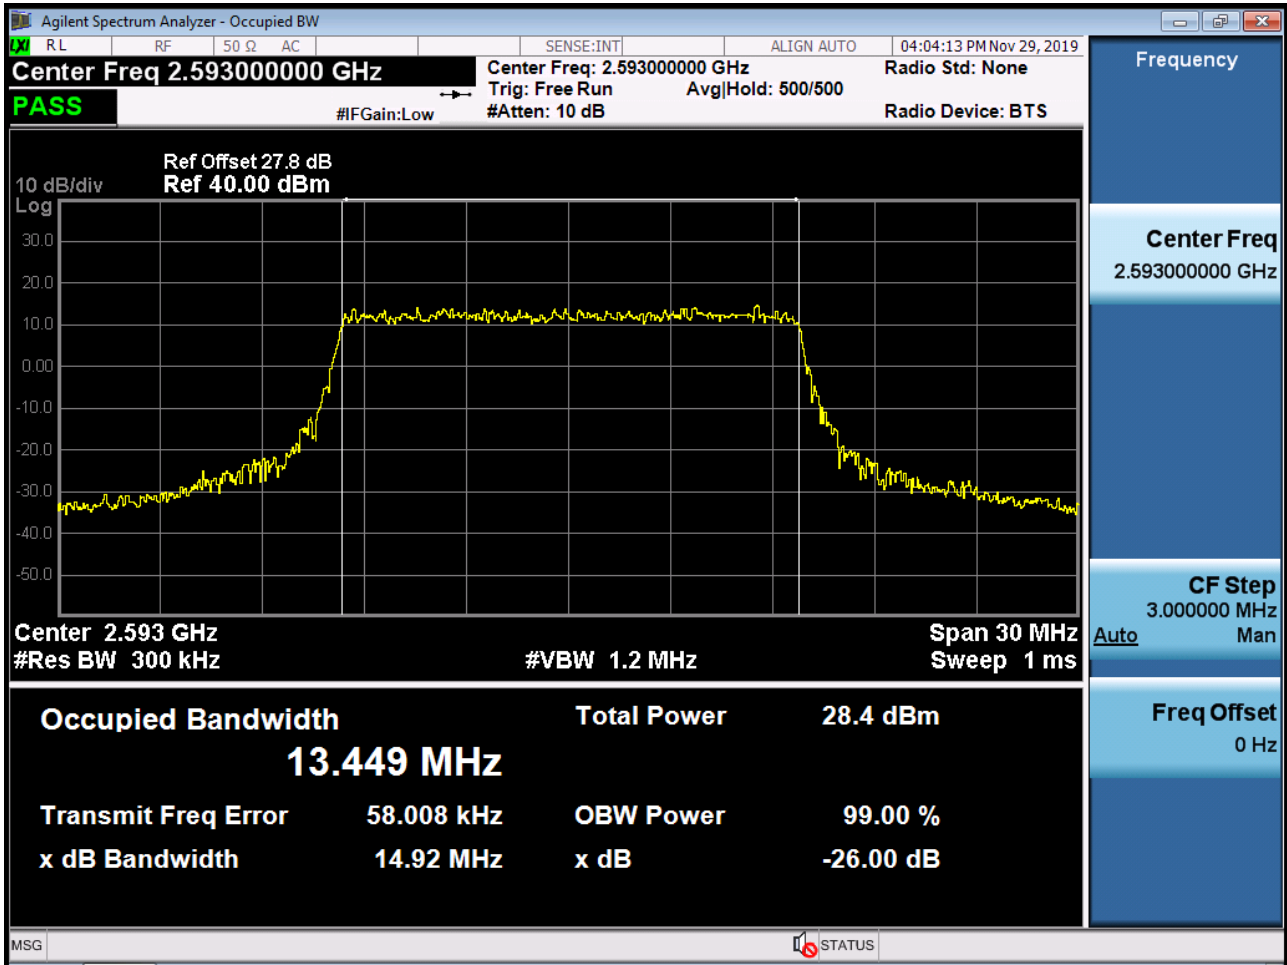 Agilent Spectrum Analyzer - Occupied BW
LXI RL RF 50 Ω AC SENSE:INT ALIGN AUTO 04:04:13 PM Nov 29, 2019
Center Freq 2.593000000 GHz
Center Freq: 2.593000000 GHz
Radio Std: None
Trig: Free Run Avg|Hold: 500/500
PASS
#IFGain:Low
#Atten: 10 dB
Radio Device: BTS
Ref Offset 27.8 dB
10 dB/div Ref 40.00 dBm
Log
30.0
20.0
10.0
0.00
-10.0
-20.0
-30.0
-40.0
-50.0
Center 2.593 GHz Span 30 MHz
#Res BW 300 kHz #VBW 1.2 MHz Sweep 1 ms
Occupied Bandwidth Total Power 28.4 dBm
13.449 MHz
Transmit Freq Error 58.008 kHz OBW Power 99.00 %
x dB Bandwidth 14.92 MHz x dB -26.00 dB
Frequency
Center Freq
2.593000000 GHz
CF Step
3.000000 MHz
Auto Man
Freq Offset
0 Hz
MSG STATUS